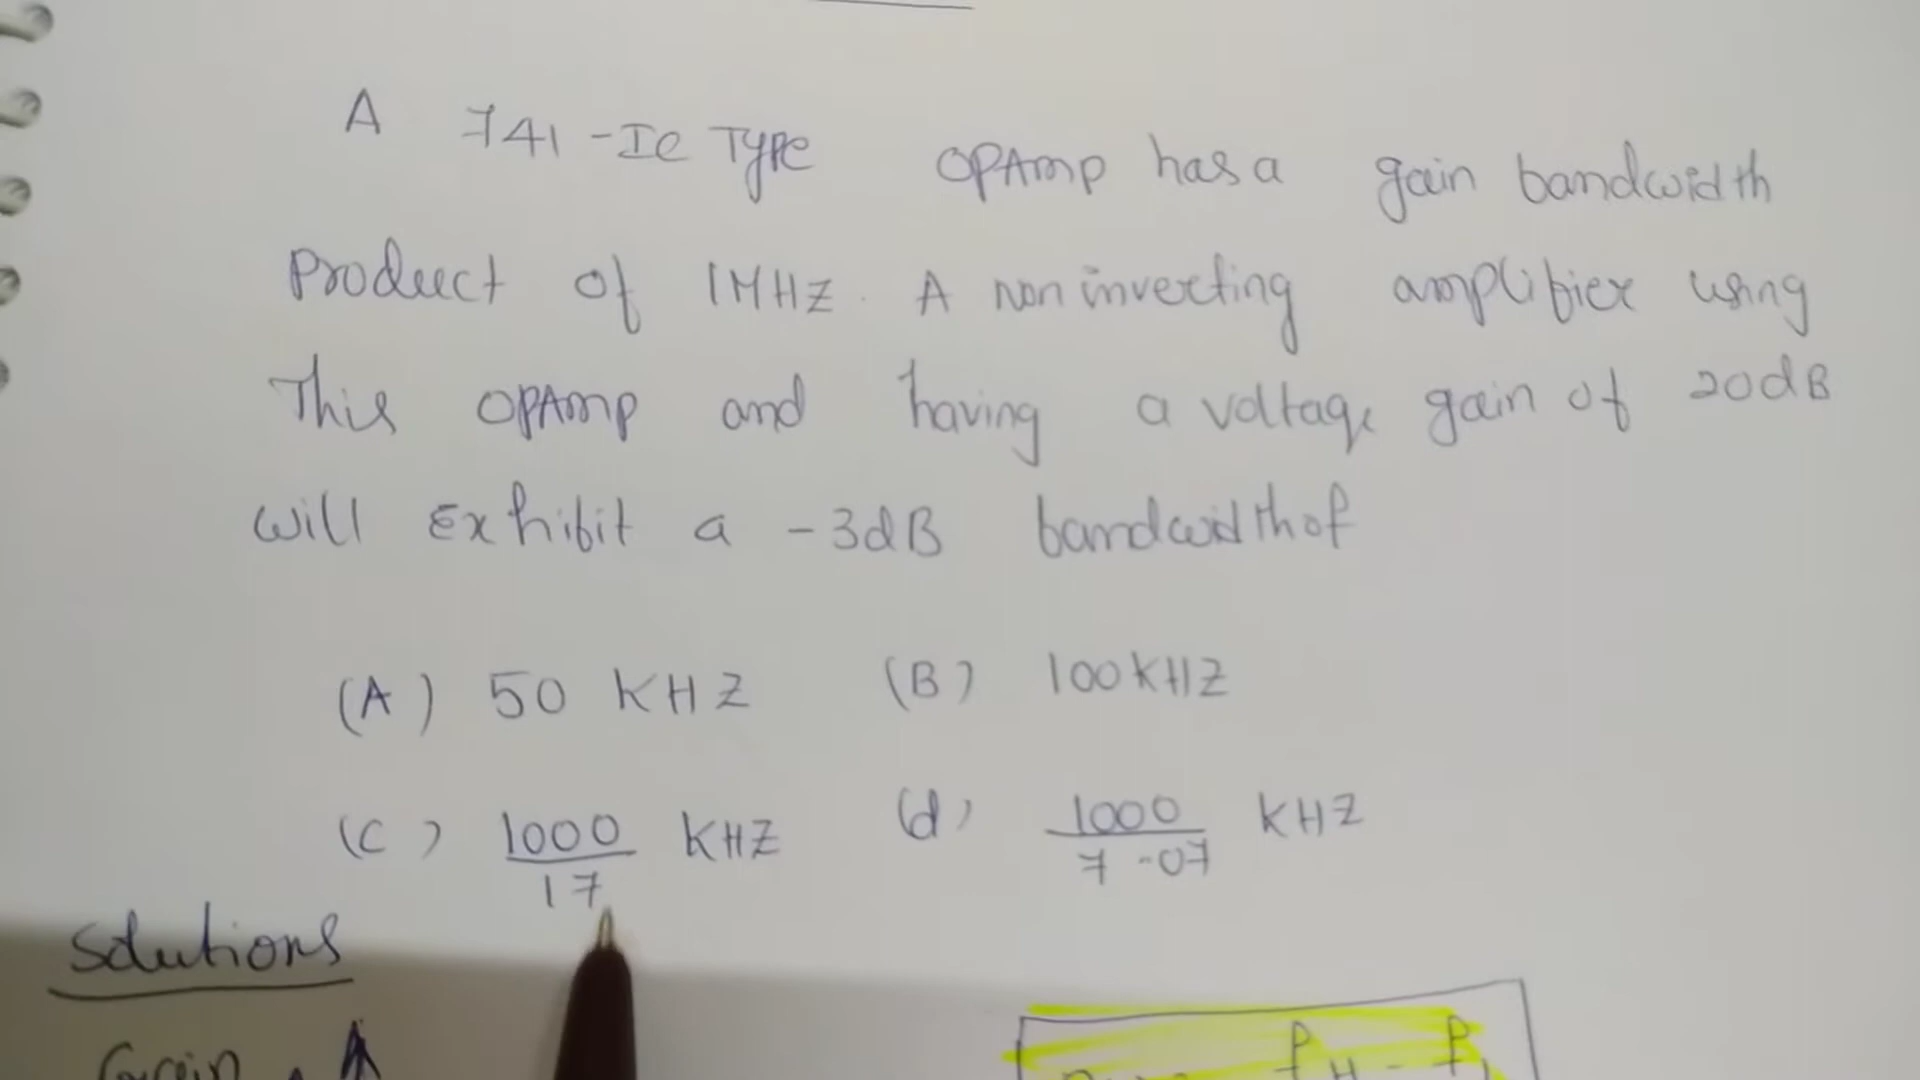 A 741-IC Type OPAmp has a gain bandwidth
Product of 1MHz. A non inverting amplifier using
This OPAmp and having a voltage gain of 20dB
will Exhibit a -3dB bandwidth of
(A) 50 KHZ (B) 100KHZ
(C) 1000/17 KHZ (d) 1000/7.07 KHZ
Solutions
Gain